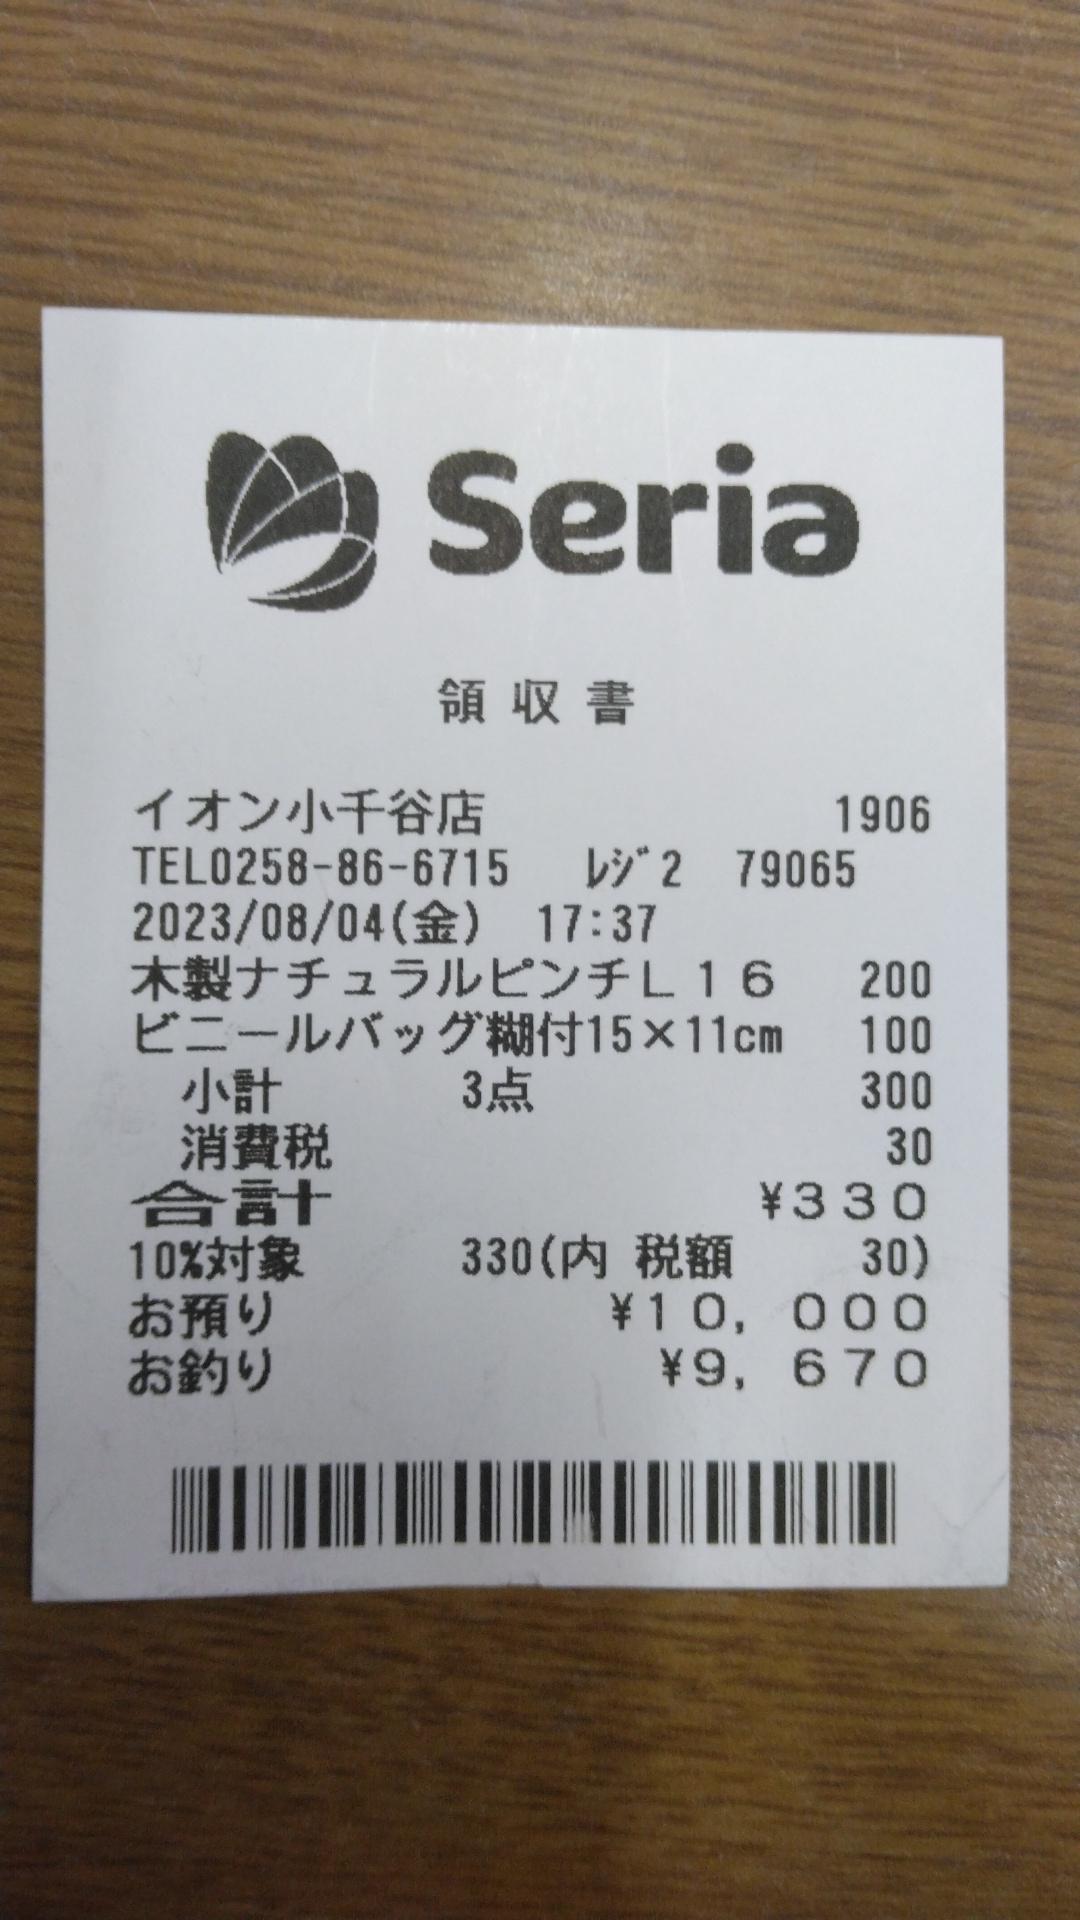 Seria
領収書
イオン小千谷店 1906
TEL0258-86-6715 ﾚｼﾞ2 79065
2023/08/04(金) 17:37
木製ナチュラルピンチＬ１６ 200
ビニールバッグ糊付15×11cm 100
小計 3点 300
消費税 30
合計 ¥３３０
10%対象 330(内 税額 30)
お預り ¥１０，０００
お釣り ¥９，６７０